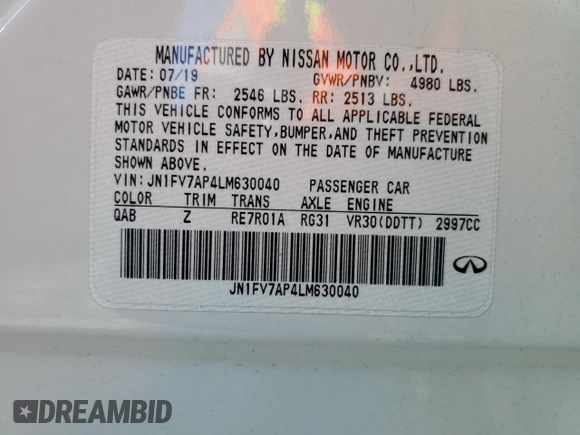 MANUFACTURED BY NISSAN MOTOR CO.,LTD.
DATE: 07/19 GVWR/PNBV: 4980 LBS.
GAWR/PNBE FR: 2546 LBS. RR: 2513 LBS.
THIS VEHICLE CONFORMS TO ALL APPLICABLE FEDERAL
MOTOR VEHICLE SAFETY,BUMPER,AND THEFT PREVENTION
STANDARDS IN EFFECT ON THE DATE OF MANUFACTURE
SHOWN ABOVE.
VIN: JN1FV7AP4LM630040 PASSENGER CAR
COLOR TRIM TRANS AXLE ENGINE
QAB Z RE7R01A RG31 VR30(DDTT) 2997CC
JN1FV7AP4LM630040
INFINITI
DREAMBID